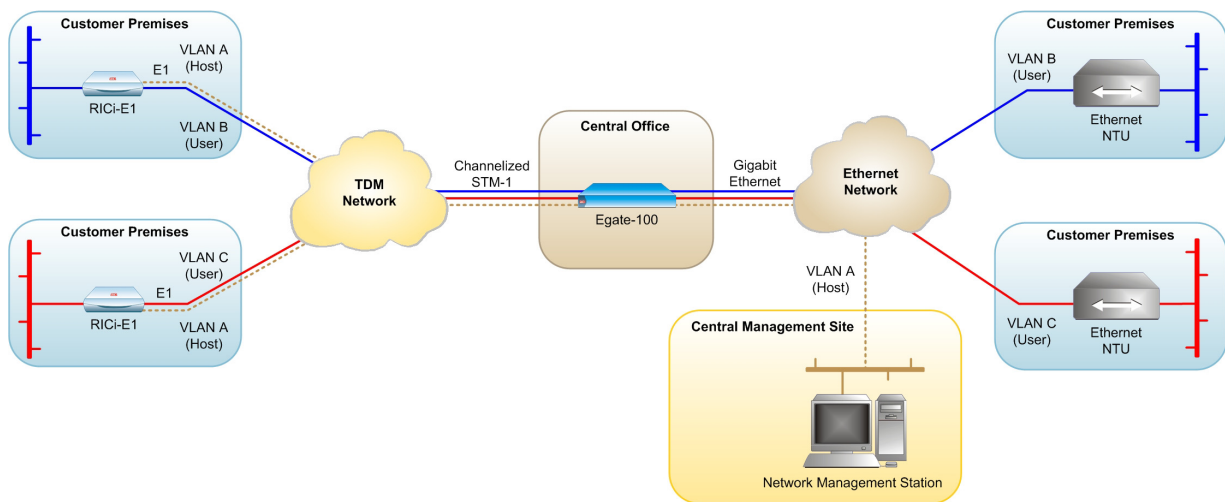 Customer Premises
VLAN A
(Host)
E1
RICi-E1
VLAN B
(User)
Customer Premises
VLAN C
(User)
E1
RICi-E1
VLAN A
(Host)
TDM
Network
Channelized
STM-1
Central Office
Egate-100
Gigabit
Ethernet
Ethernet
Network
VLAN A
(Host)
Central Management Site
Network Management Station
Customer Premises
VLAN B
(User)
Ethernet
NTU
Customer Premises
VLAN C
(User)
Ethernet
NTU